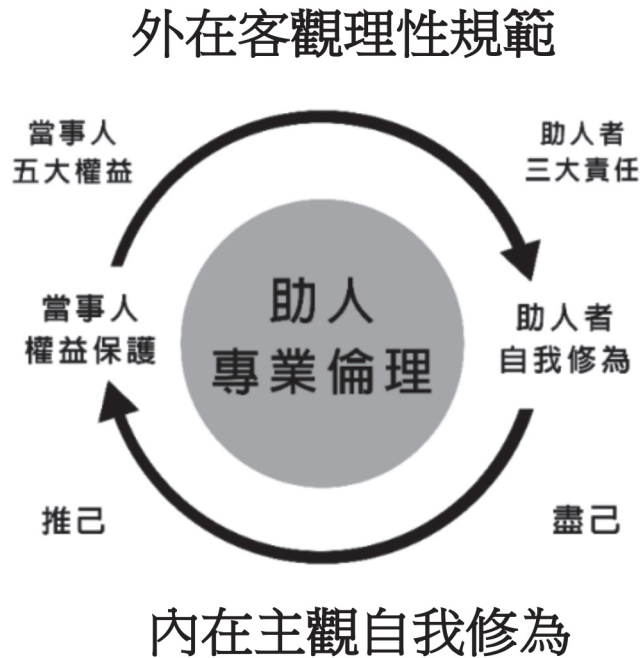 外在客觀理性規範
當事人
五大權益
助人者
三大責任
助人
專業倫理
當事人
權益保護
助人者
自我修為
推己
盡己
內在主觀自我修為